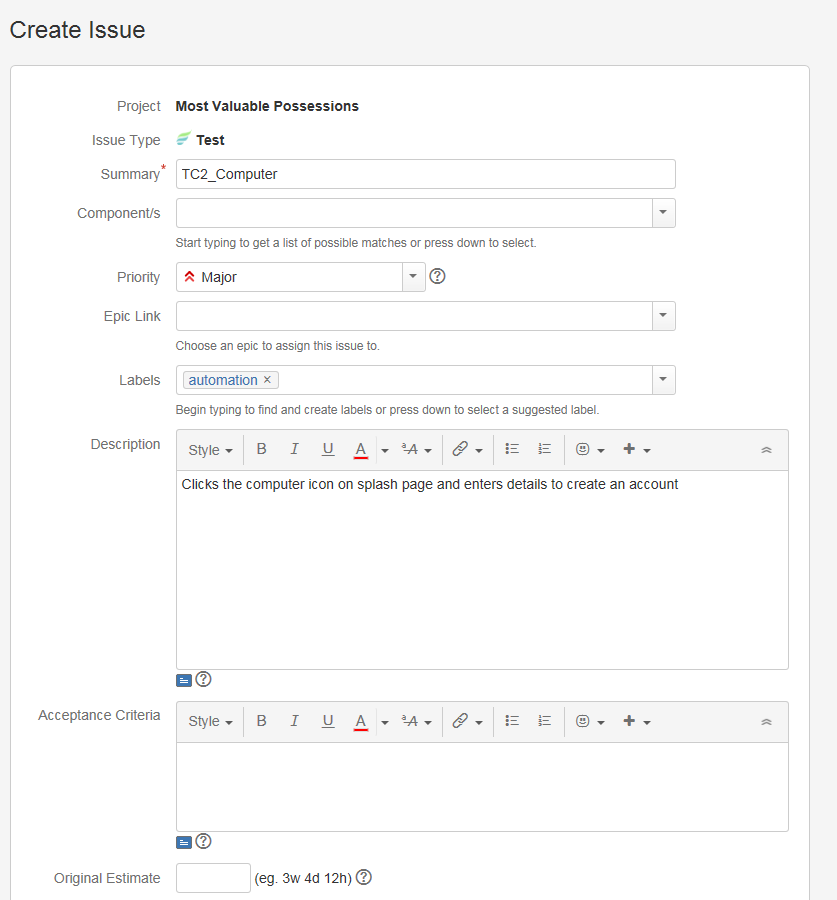 Create Issue
Project Most Valuable Possessions
Issue Type Test
Summary* TC2_Computer
Component/s
Start typing to get a list of possible matches or press down to select.
Priority Major ?
Epic Link
Choose an epic to assign this issue to.
Labels automation ×
Begin typing to find and create labels or press down to select a suggested label.
Description Style B I U A ªA
Clicks the computer icon on splash page and enters details to create an account
?
Acceptance Criteria Style B I U A ªA
?
Original Estimate (eg. 3w 4d 12h) ?